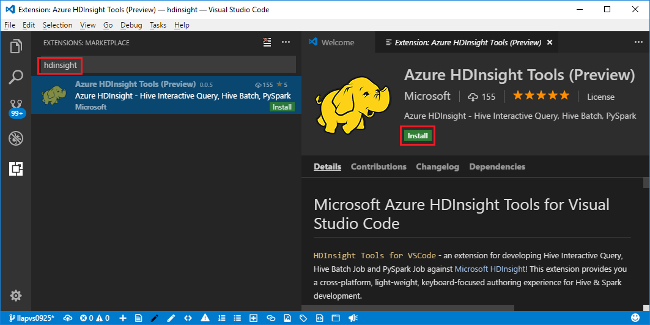 Extension: Azure HDInsight Tools (Preview) — hdinsight — Visual Studio Code
File Edit Selection View Go Debug Tasks Help
EXTENSIONS: MARKETPLACE
Welcome
Extension: Azure HDInsight Tools (Preview)
hdinsight
99+
Azure HDInsight Tools (Preview) 0.0.5 155 5
Azure HDInsight - Hive Interactive Query, Hive Batch, PySpark
Microsoft Install
Azure HDInsight Tools (Preview)
Microsoft 155 License
Azure HDInsight - Hive Interactive Query, Hive Batch, PySpark
Install
Details Contributions Changelog Dependencies
Microsoft Azure HDInsight Tools for Visual
Studio Code
HDInsight Tools for VSCode - an extension for developing Hive Interactive Query,
Hive Batch Job and PySpark Job against Microsoft HDInsight! This extension provides you
a cross-platform, light-weight, keyboard-focused authoring experience for Hive & Spark
development.
llapvs0925* 0 0